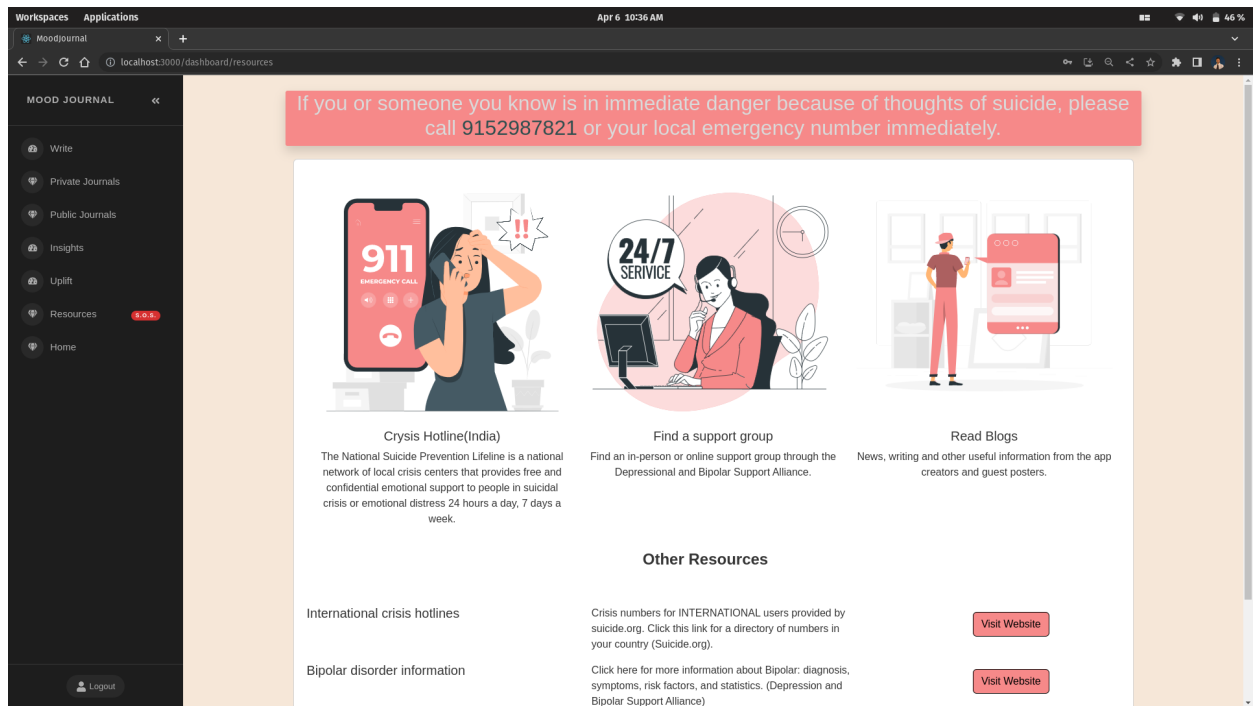 Workspaces Applications Apr 6 10:36 AM 46 %
MoodJournal
localhost:3000/dashboard/resources
MOOD JOURNAL
Write
Private Journals
Public Journals
Insights
Uplift
Resources S.O.S.
Home
Logout
If you or someone you know is in immediate danger because of thoughts of suicide, please
call 9152987821 or your local emergency number immediately.
911
EMERGENCY CALL
!!
24/7
SERIVICE
Crysis Hotline(India)
The National Suicide Prevention Lifeline is a national
network of local crisis centers that provides free and
confidential emotional support to people in suicidal
crisis or emotional distress 24 hours a day, 7 days a
week.
Find a support group
Find an in-person or online support group through the
Depressional and Bipolar Support Alliance.
Read Blogs
News, writing and other useful information from the app
creators and guest posters.
Other Resources
International crisis hotlines
Crisis numbers for INTERNATIONAL users provided by
suicide.org. Click this link for a directory of numbers in
your country (Suicide.org).
Visit Website
Bipolar disorder information
Click here for more information about Bipolar: diagnosis,
symptoms, risk factors, and statistics. (Depression and
Bipolar Support Alliance)
Visit Website